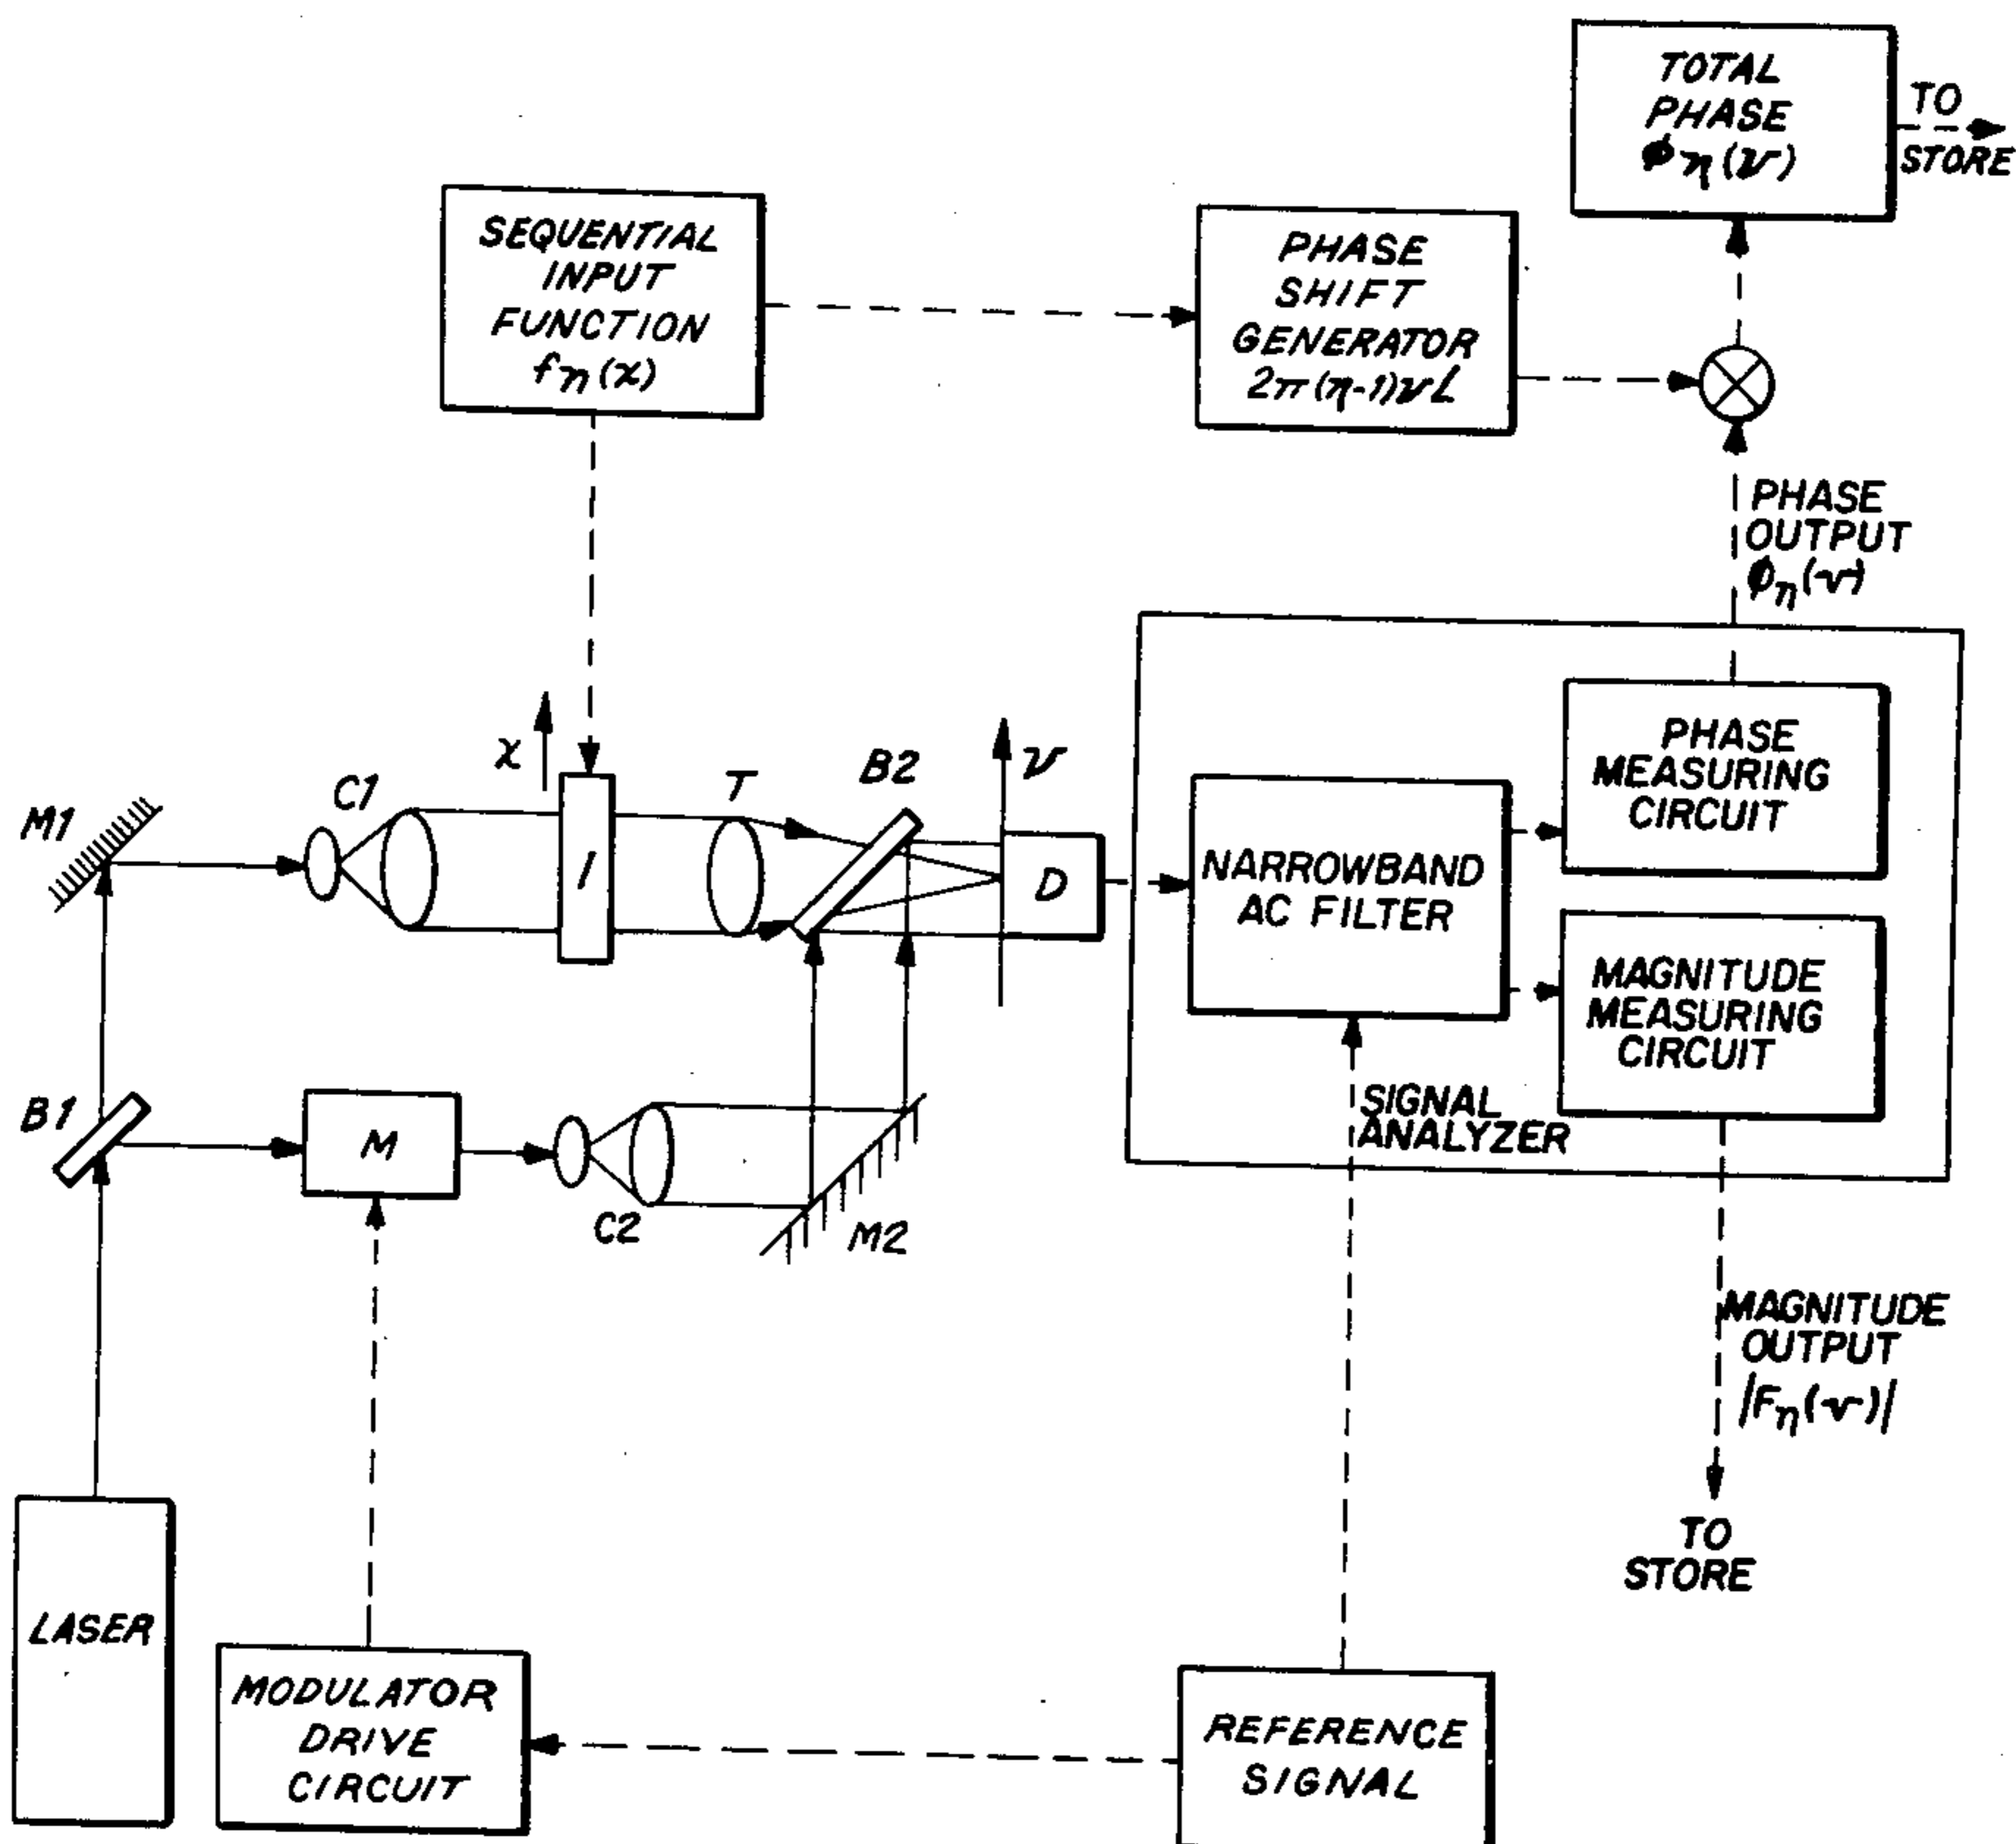 TOTAL
PHASE
ϕη(ν)
TO
STORE
SEQUENTIAL
INPUT
FUNCTION
fη(x)
PHASE
SHIFT
GENERATOR
2π(η-1)νL
PHASE
OUTPUT
ϕη(ν)
x
M1
C1
I
T
B2
ν
D
NARROWBAND
AC FILTER
PHASE
MEASURING
CIRCUIT
MAGNITUDE
MEASURING
CIRCUIT
SIGNAL
ANALYZER
B1
M
C2
M2
MAGNITUDE
OUTPUT
|Fη(ν)|
TO
STORE
LASER
MODULATOR
DRIVE
CIRCUIT
REFERENCE
SIGNAL